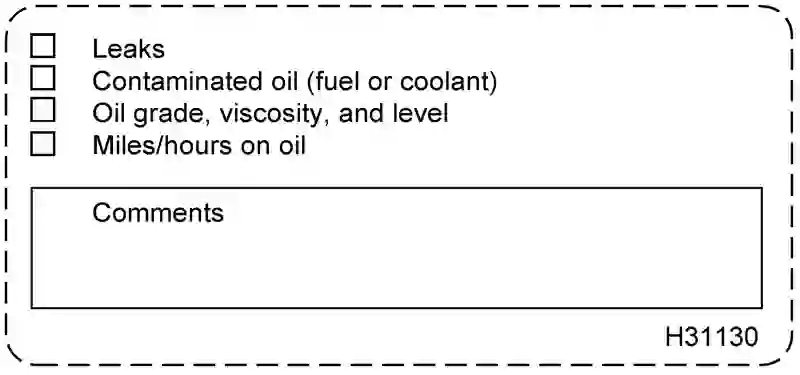 Leaks
Contaminated oil (fuel or coolant)
Oil grade, viscosity, and level
Miles/hours on oil
Comments
H31130